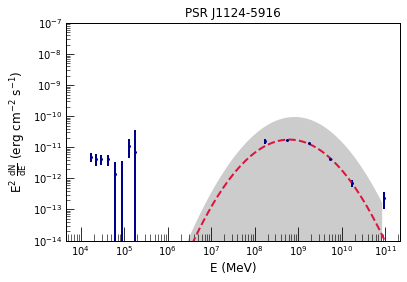 PSR J1124-5916
E² dN/dE (erg cm⁻² s⁻¹)
10⁻⁷
10⁻⁸
10⁻⁹
10⁻¹⁰
10⁻¹¹
10⁻¹²
10⁻¹³
10⁻¹⁴
10⁴ 10⁵ 10⁶ 10⁷ 10⁸ 10⁹ 10¹⁰ 10¹¹
E (MeV)